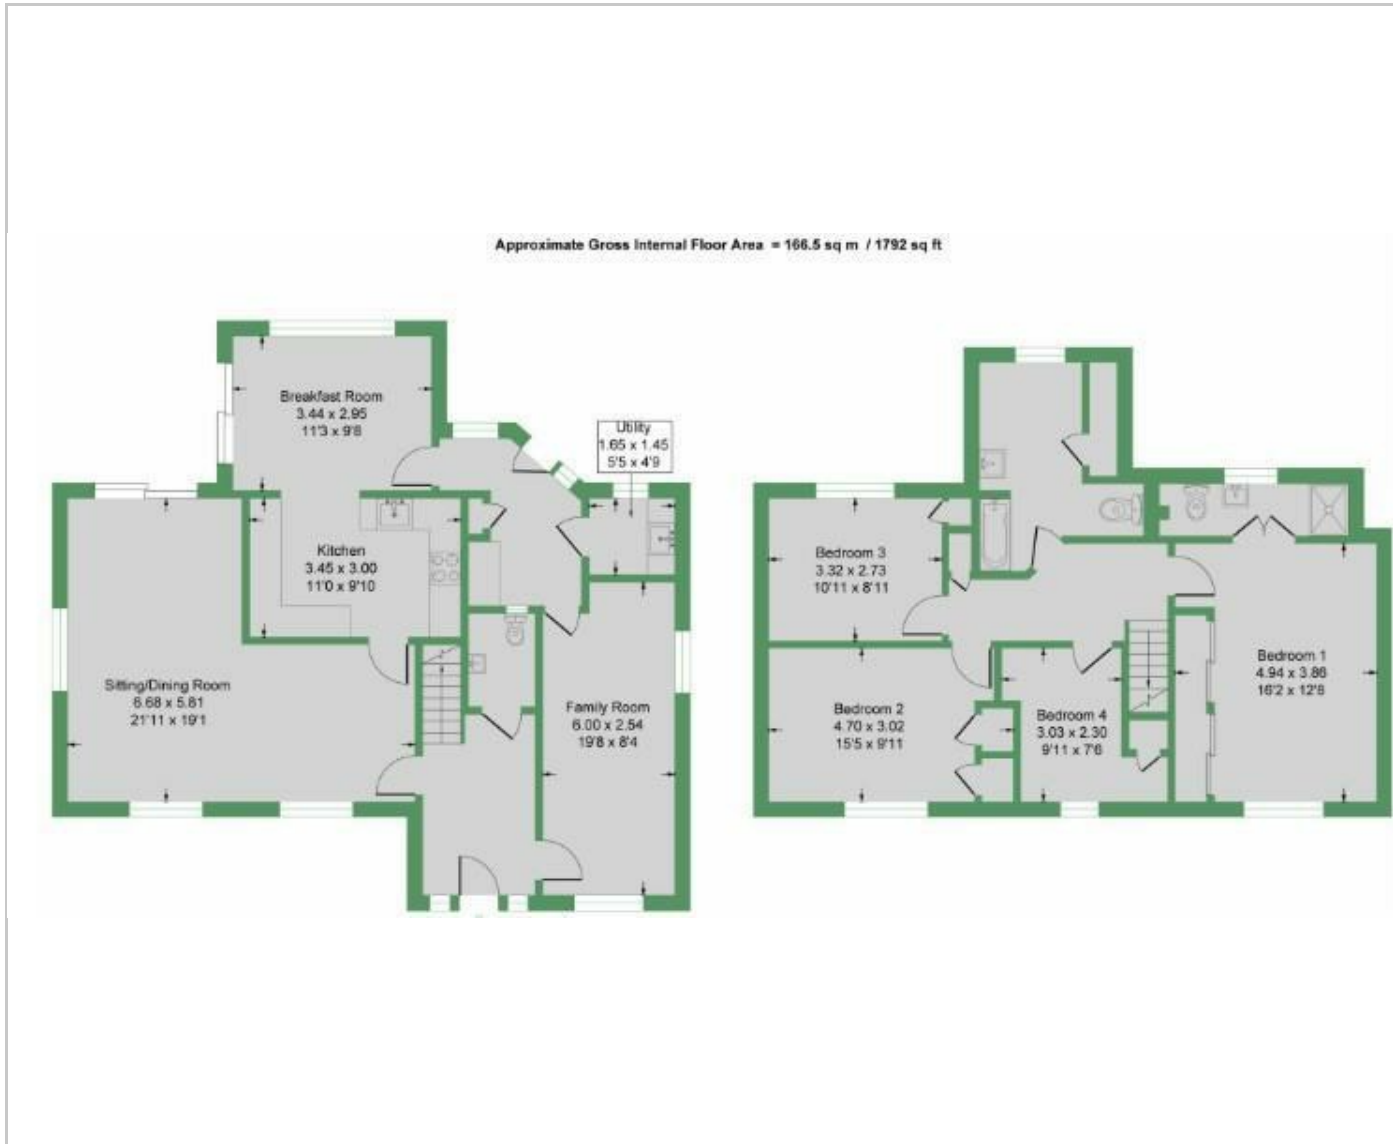 Approximate Gross Internal Floor Area = 166.5 sq m / 1792 sq ft
Breakfast Room
3.44 x 2.95
11'3 x 9'8
Utility
1.65 x 1.45
5'5 x 4'9
Kitchen
3.45 x 3.00
11'0 x 9'10
Sitting/Dining Room
6.68 x 5.81
21'11 x 19'1
Family Room
6.00 x 2.54
19'8 x 8'4
Bedroom 3
3.32 x 2.73
10'11 x 8'11
Bedroom 2
4.70 x 3.02
15'5 x 9'11
Bedroom 4
3.03 x 2.30
9'11 x 7'6
Bedroom 1
4.94 x 3.86
16'2 x 12'8